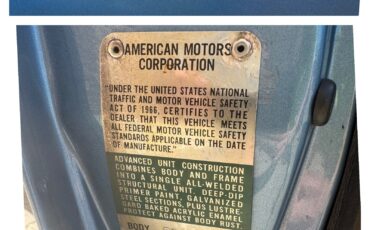 AMERICAN MOTORS
CORPORATION
"UNDER THE UNITED STATES NATIONAL
TRAFFIC AND MOTOR VEHICLE SAFETY
ACT OF 1966, CERTIFIES TO THE
DEALER THAT THIS VEHICLE MEETS
ALL FEDERAL MOTOR VEHICLE SAFETY
STANDARDS APPLICABLE ON THE DATE
OF MANUFACTURE."
ADVANCED UNIT CONSTRUCTION
COMBINES BODY AND FRAME
INTO A SINGLE ALL-WELDED
STRUCTURAL UNIT. DEEP-DIP
PRIMER PAINT, GALVANIZED
STEEL SECTIONS, PLUS LUSTRE-
GARD BAKED ACRYLIC ENAMEL
PROTECT AGAINST BODY RUST.
BODY